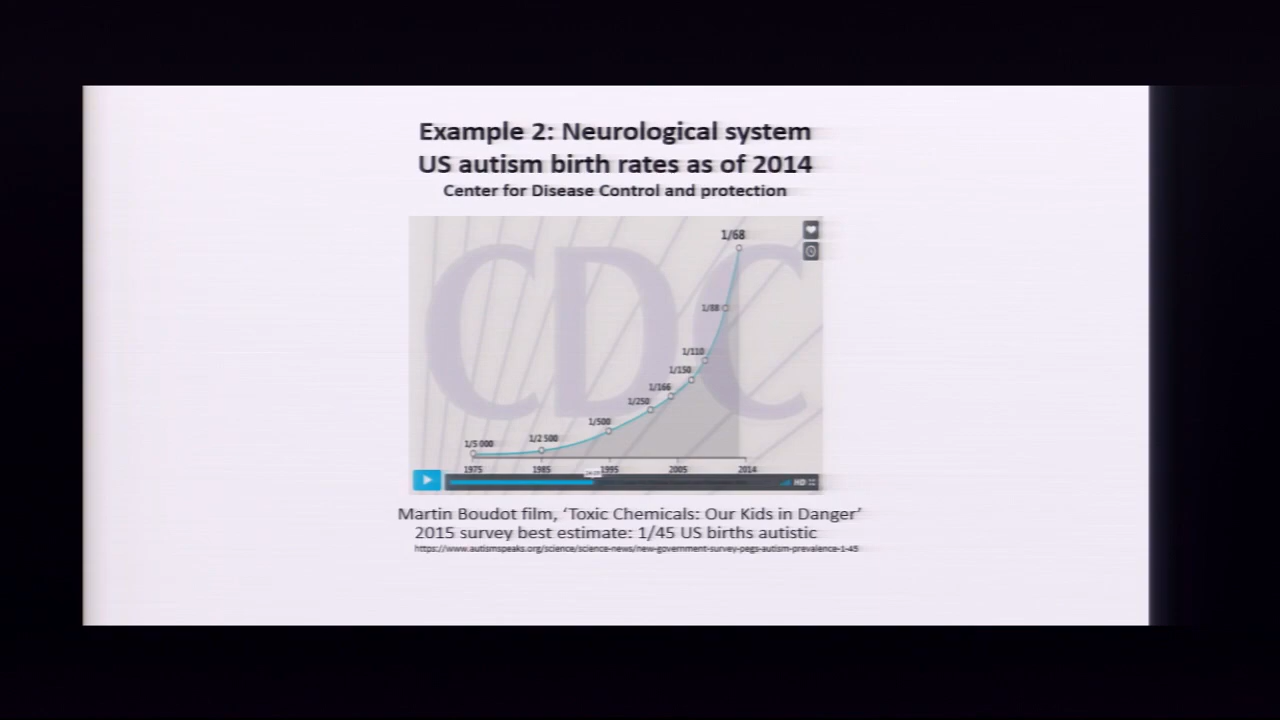 Example 2: Neurological system
US autism birth rates as of 2014
Center for Disease Control and protection
CDC
1/68
1/88
1/110
1/150
1/166
1/250
1/500
1/2 500
1/5 000
1975 1985 1995 2005 2014
HD
Martin Boudot film, ‘Toxic Chemicals: Our Kids in Danger’
2015 survey best estimate: 1/45 US births autistic
https://www.autismspeaks.org/science/science-news/new-government-survey-pegs-autism-prevalence-1-45